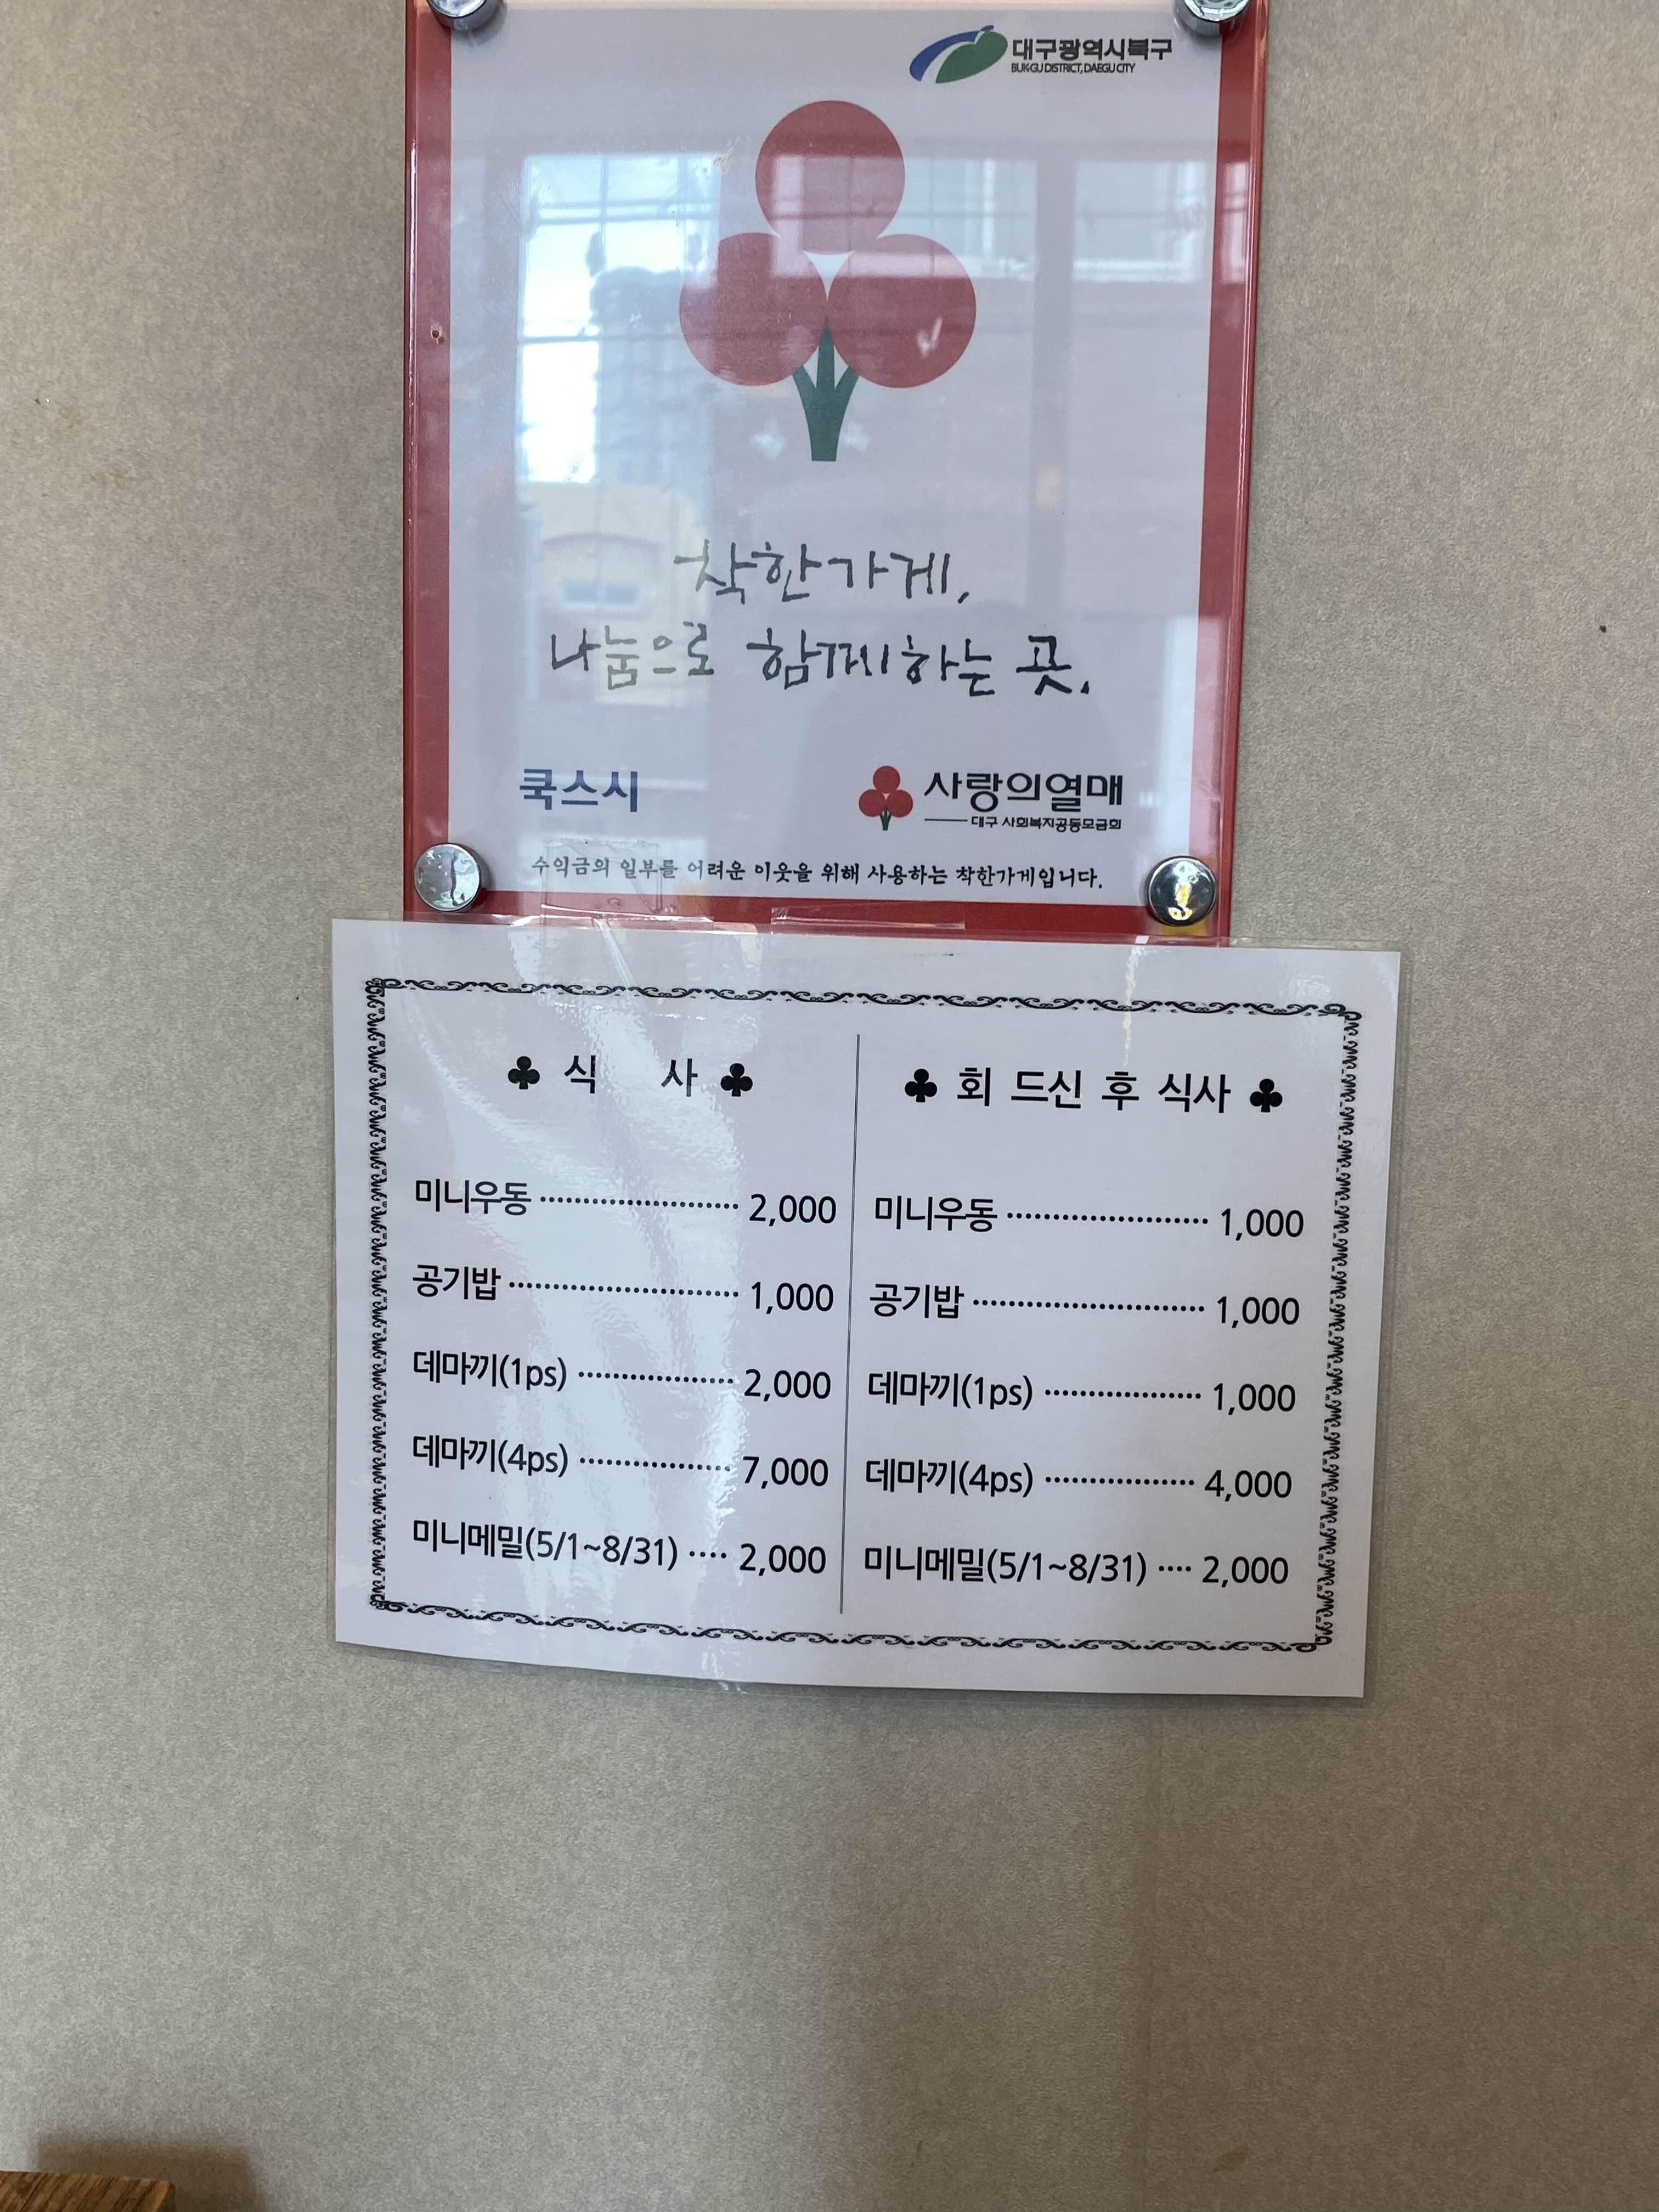 대구광역시북구
BUK-GU DISTRICT, DAEGU CITY
착한가게,
나눔으로 함께하는 곳.
쿡스시
사랑의열매
대구 사회복지공동모금회
수익금의 일부를 어려운 이웃을 위해 사용하는 착한가게입니다.
♣ 식 사 ♣
미니우동 ······················ 2,000
공기밥 ·························· 1,000
데마끼(1ps) ·················· 2,000
데마끼(4ps) ·················· 7,000
미니메밀(5/1~8/31) ···· 2,000
♣ 회 드신 후 식사 ♣
미니우동 ······················ 1,000
공기밥 ·························· 1,000
데마끼(1ps) ·················· 1,000
데마끼(4ps) ·················· 4,000
미니메밀(5/1~8/31) ···· 2,000